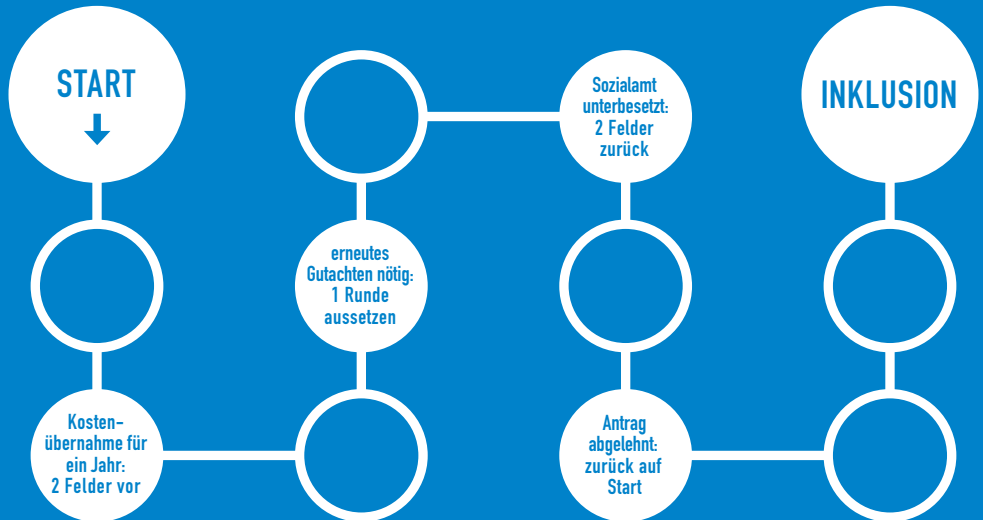 START
Kosten-
übernahme für
ein Jahr:
2 Felder vor
erneutes
Gutachten nötig:
1 Runde
aussetzen
Sozialamt
unterbesetzt:
2 Felder
zurück
Antrag
abgelehnt:
zurück auf
Start
INKLUSION